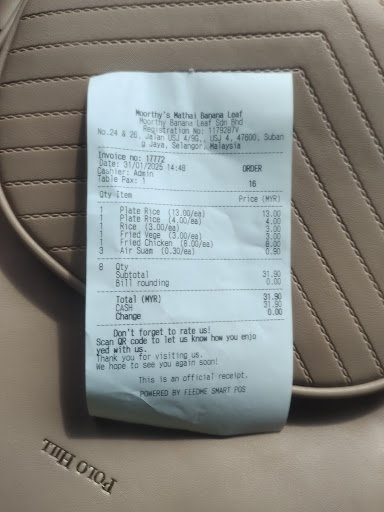 Moorthy's Mathai Banana Leaf
Moorthy Banana Leaf Sdn Bhd
Registration No: 1179287V
No.24 & 26, Jalan USJ 4/9G,, USJ 4, 47600, Suban
g Jaya, Selangor, Malaysia
Invoice no: 17772
Date: 31/01/2025 14:48
Cashier: Admin
Table Pax: 1
ORDER
16
Qty Item Price (MYR)
1 Plate Rice (13.00/ea) 13.00
1 Plate Rice (4.00/ea) 4.00
1 Rice (3.00/ea) 3.00
1 Fried Vege (3.00/ea) 3.00
1 Fried Chicken (8.00/ea) 8.00
3 Air Suam (0.30/ea) 0.90
8 Qty
Subtotal 31.90
Bill rounding 0.00
Total (MYR) 31.90
CASH 31.90
Change 0.00
Don't forget to rate us!
Scan QR code to let us know how you enjo
yed with us.
Thank you for visiting us.
We hope to see you again soon!
This is an official receipt.
POWERED BY FEEDME SMART POS
POLO HILL